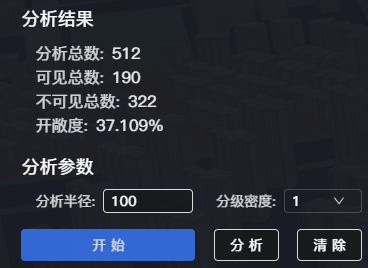 分析结果
分析总数: 512
可见总数: 190
不可见总数: 322
开敞度: 37.109%
分析参数
分析半径: 100 分级密度: 1
开始 分析 清除